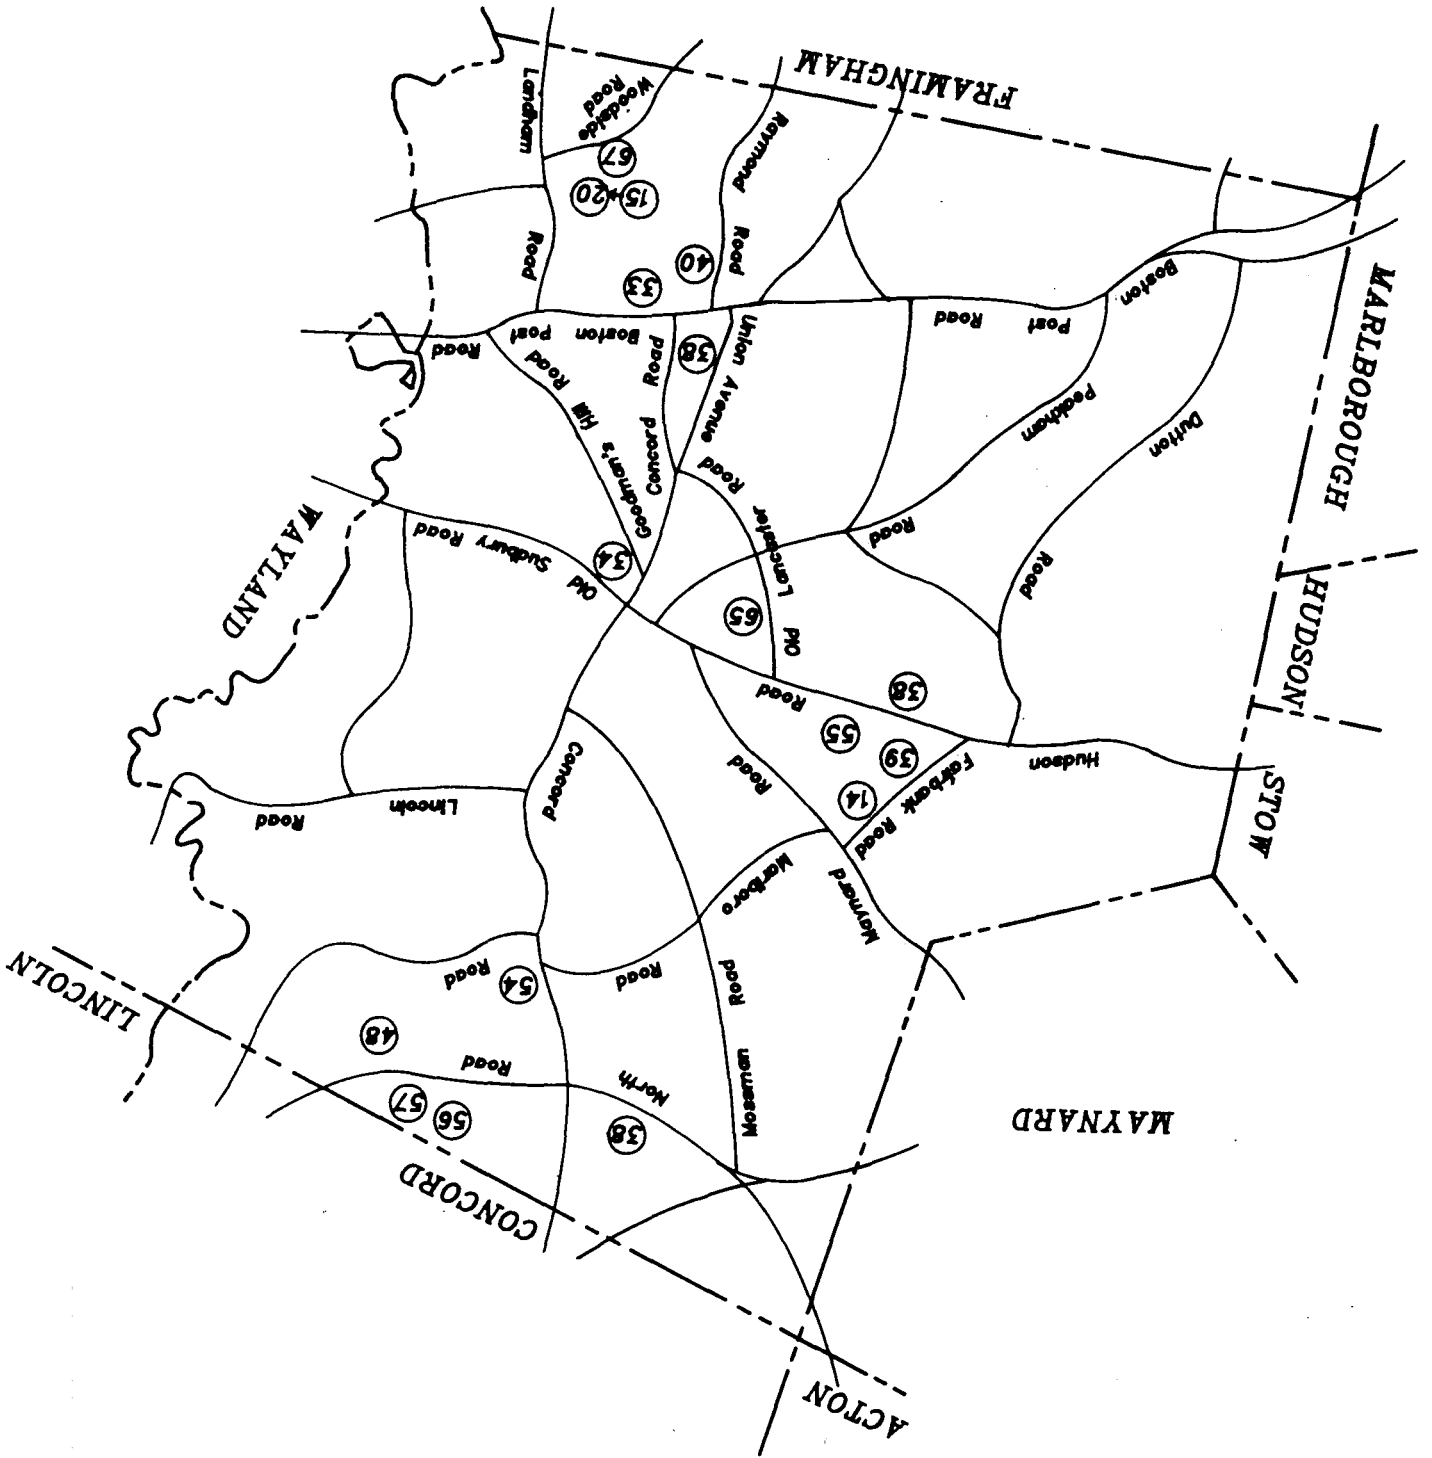 ACTON
CONCORD
MAYNARD
LINCOLN
38
56
57
North
Road
Mossman
Road
48
54
Road
Road
Marlboro
Maynard
Road
Lincoln
Road
Concord
STOW
Fairbank Road
14
39
55
38
Hudson
Road
HUDSON
65
Old
Lancaster
Road
Old
Sudbury Road
34
WAYLAND
Road
Dutton
Road
Peakham
MARLBOROUGH
Goodman's
Hill
Road
Concord
Road
Union Avenue
38
Boston
Post
Road
Boston
Post
Road
33
40
Raymond
Road
Landham
Road
15
20
67
Woodside
Road
FRAMINGHAM